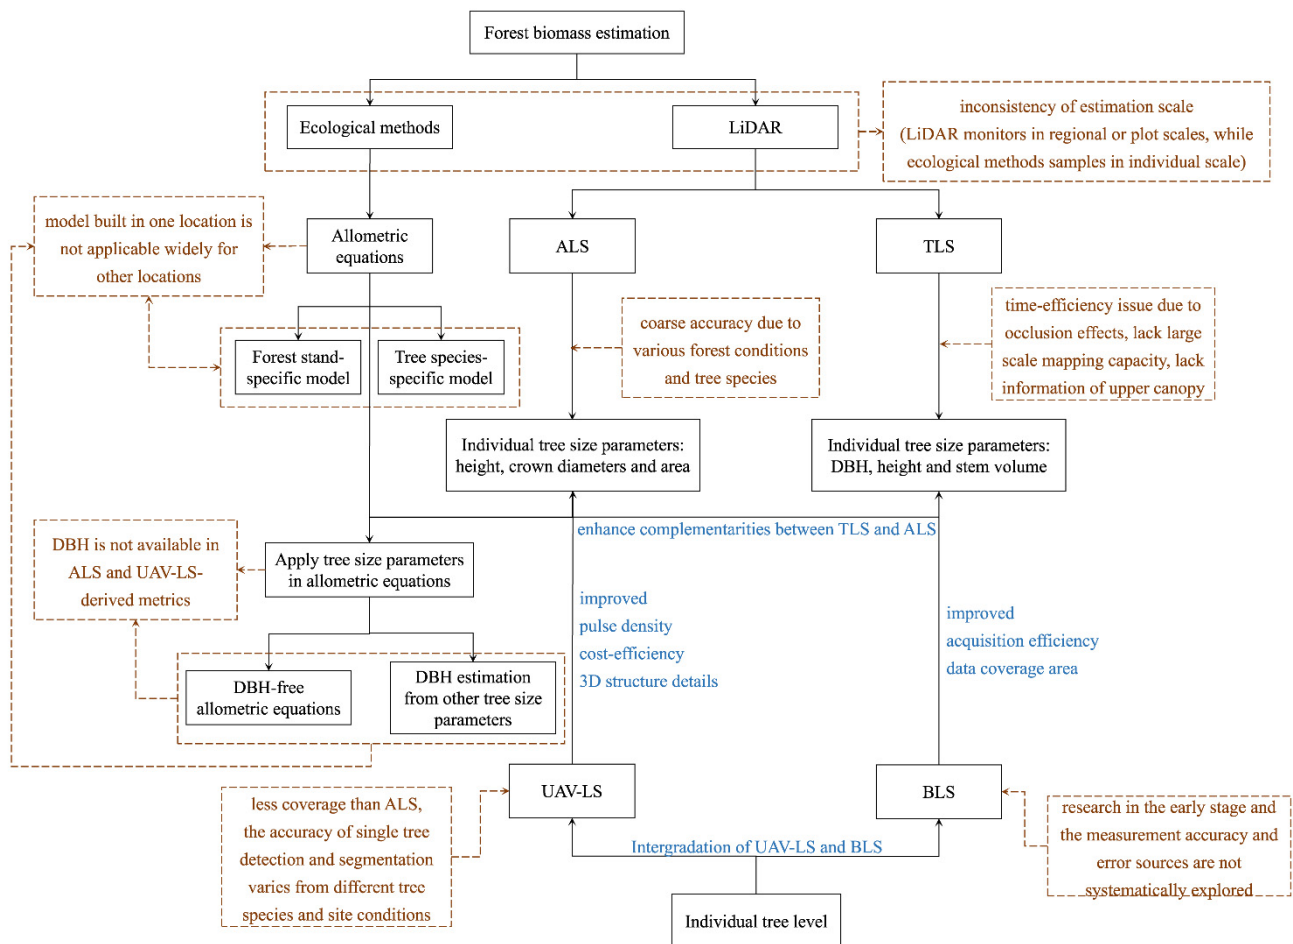 Forest biomass estimation
Ecological methods
LiDAR
inconsistency of estimation scale
(LiDAR monitors in regional or plot scales, while
ecological methods samples in individual scale)
model built in one location is
not applicable widely for
other locations
Allometric
equations
ALS
TLS
Forest stand-
specific model
Tree species-
specific model
coarse accuracy due to
various forest conditions
and tree species
time-efficiency issue due to
occlusion effects, lack large
scale mapping capacity, lack
information of upper canopy
Individual tree size parameters:
height, crown diameters and area
Individual tree size parameters:
DBH, height and stem volume
enhance complementarities between TLS and ALS
DBH is not available in
ALS and UAV-LS-
derived metrics
Apply tree size parameters
in allometric equations
improved
pulse density
cost-efficiency
3D structure details
improved
acquisition efficiency
data coverage area
DBH-free
allometric equations
DBH estimation
from other tree size
parameters
UAV-LS
BLS
less coverage than ALS,
the accuracy of single tree
detection and segmentation
varies from different tree
species and site conditions
research in the early stage and
the measurement accuracy and
error sources are not
systematically explored
Intergradation of UAV-LS and BLS
Individual tree level